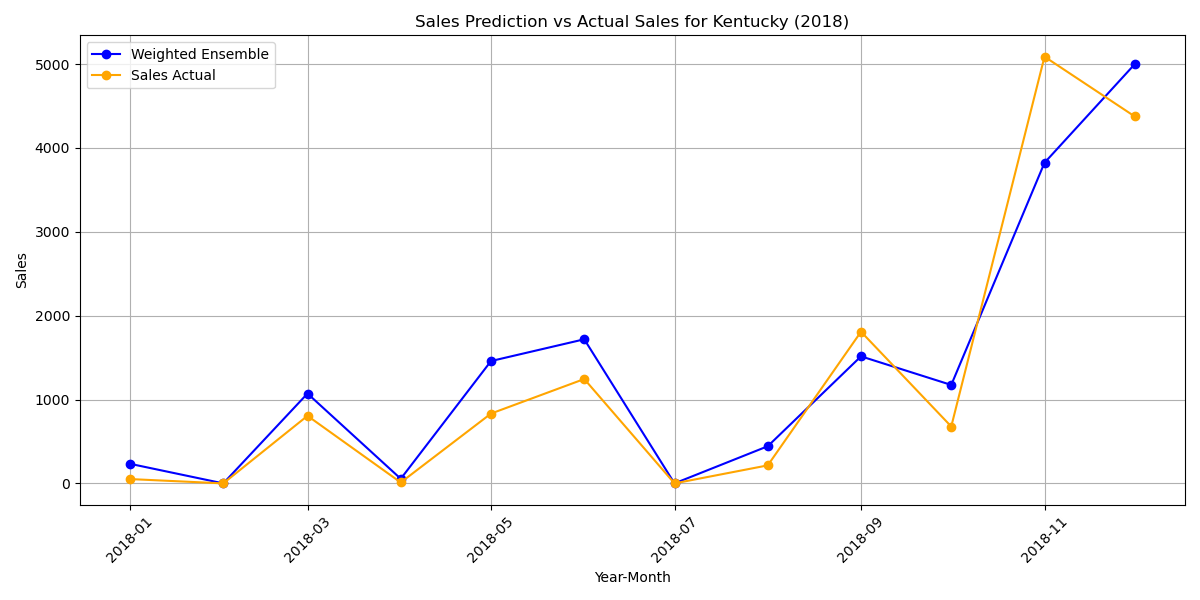 Sales Prediction vs Actual Sales for Kentucky (2018)
Weighted Ensemble
Sales Actual
5000
4000
3000
2000
1000
0
Sales
2018-01
2018-03
2018-05
2018-07
2018-09
2018-11
Year-Month